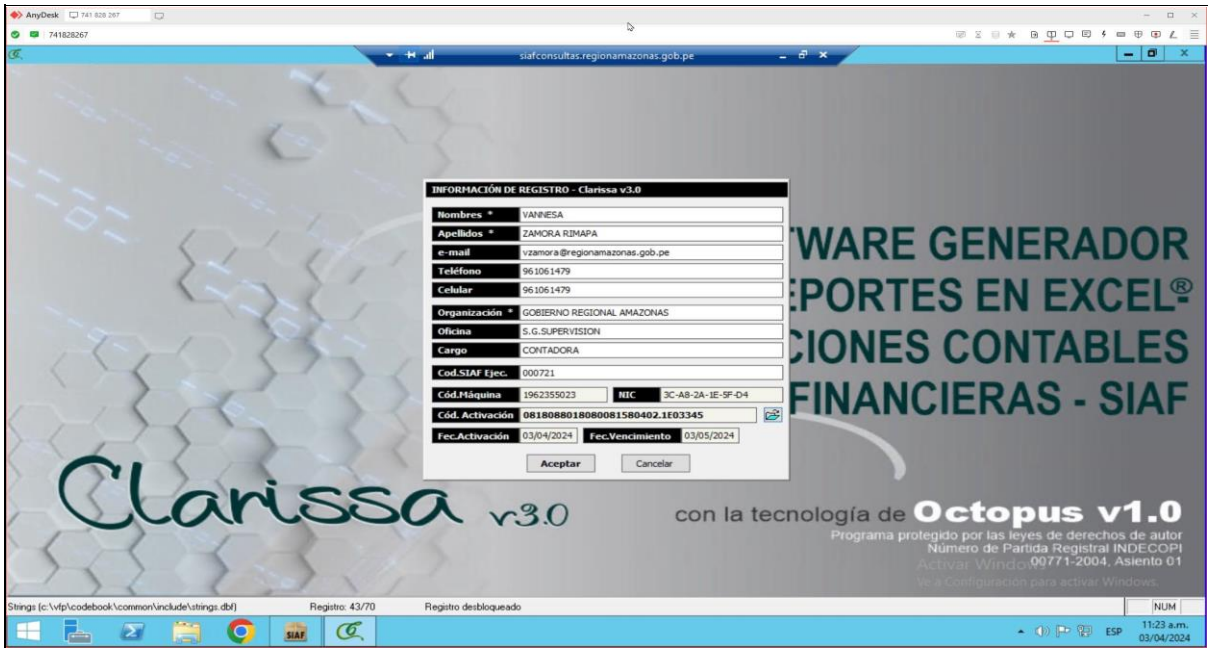 AnyDesk 741 828 267
741828267
siafconsultas.regionamazonas.gob.pe
INFORMACIÓN DE REGISTRO - Clarissa v3.0
Nombres * VANNESA
Apellidos * ZAMORA RIMAPA
e-mail vzamora@regionamazonas.gob.pe
Teléfono 961061479
Celular 961061479
Organización * GOBIERNO REGIONAL AMAZONAS
Oficina S.G.SUPERVISION
Cargo CONTADORA
Cod.SIAF Ejec. 000721
Cód.Máquina 1962355023 NIC 3C-A8-2A-1E-5F-D4
Cód. Activación 0818088018080081580402.1E03345
Fec.Activación 03/04/2024 Fec.Vencimiento 03/05/2024
Aceptar Cancelar
WARE GENERADOR
PORTES EN EXCEL®
CIONES CONTABLES
FINANCIERAS - SIAF
Clarissa v3.0
con la tecnología de Octopus v1.0
Programa protegido por las leyes de derechos de autor
Número de Partida Registral INDECOPI
00771-2004, Asiento 01
Activar Windows
Ve a Configuración para activar Windows.
Strings (c:\vfp\codebook\common\include\strings.dbf) Registro: 43/70 Registro desbloqueado NUM
SIAF ESP 11:23 a.m.
03/04/2024